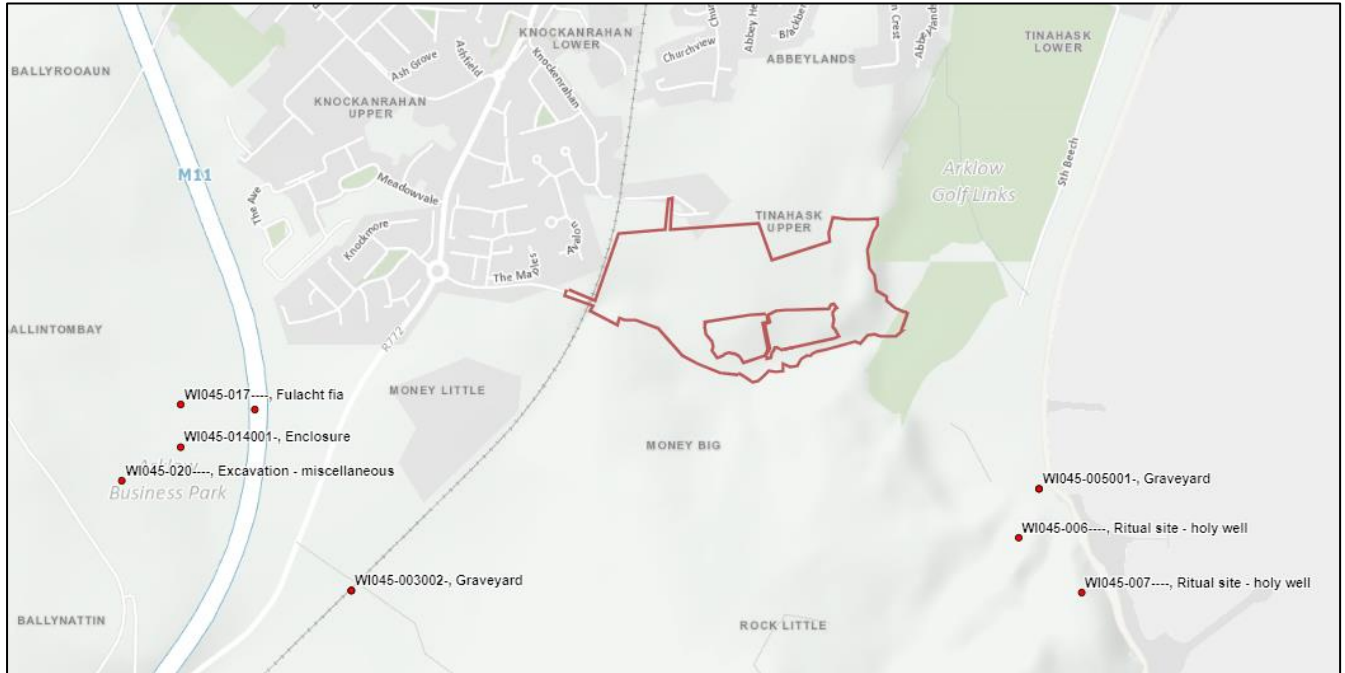 KNOCKANRAHAN
LOWER
TINAHASK
LOWER
BALLYROOAUN
Ash Grove
Ashfield
Knockenrahan
Churchview
ABBEYLANDS
KNOCKANRAHAN
UPPER
M11
Meadowvale
The Ave
Knockmore
Avalon
The Maples
TINAHASK
UPPER
Arklow
Golf Links
Sth Beech
ALLINTOMBAY
R772
MONEY LITTLE
WI045-017----, Fulacht fia
WI045-014001-, Enclosure
WI045-020----, Excavation - miscellaneous
Business Park
MONEY BIG
WI045-005001-, Graveyard
WI045-006----, Ritual site - holy well
WI045-003002-, Graveyard
WI045-007----, Ritual site - holy well
BALLYNATTIN
ROCK LITTLE